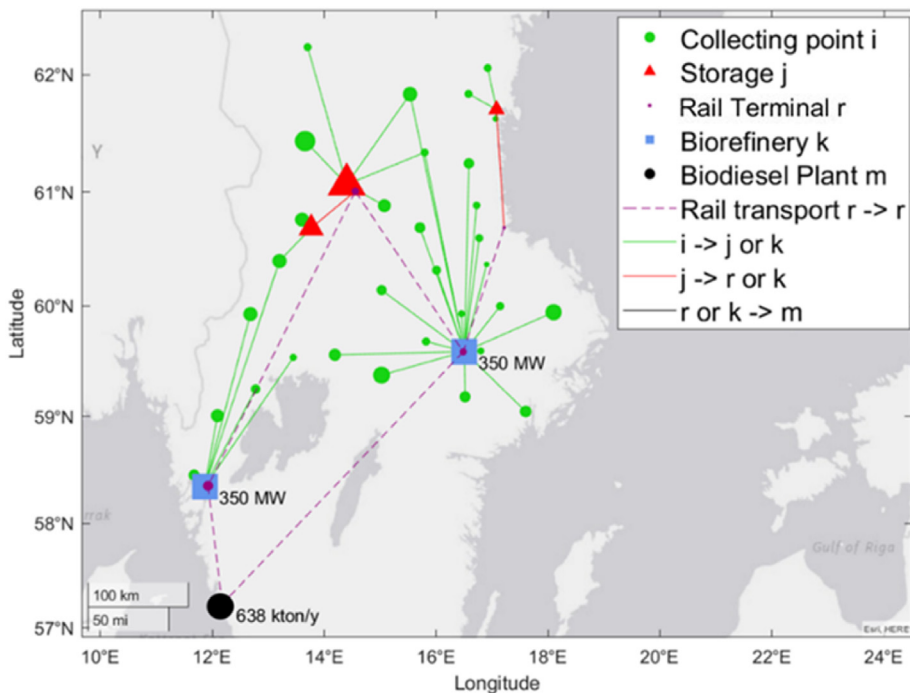 62°N
61°N
60°N
59°N
58°N
57°N
Latitude
Y
rrak
Collecting point i
Storage j
Rail Terminal r
Biorefinery k
Biodiesel Plant m
Rail transport r -> r
i -> j or k
j -> r or k
r or k -> m
350 MW
350 MW
638 kton/y
100 km
50 mi
Gulf of Riga
Esri, HERE
10°E 12°E 14°E 16°E 18°E 20°E 22°E 24°E
Longitude